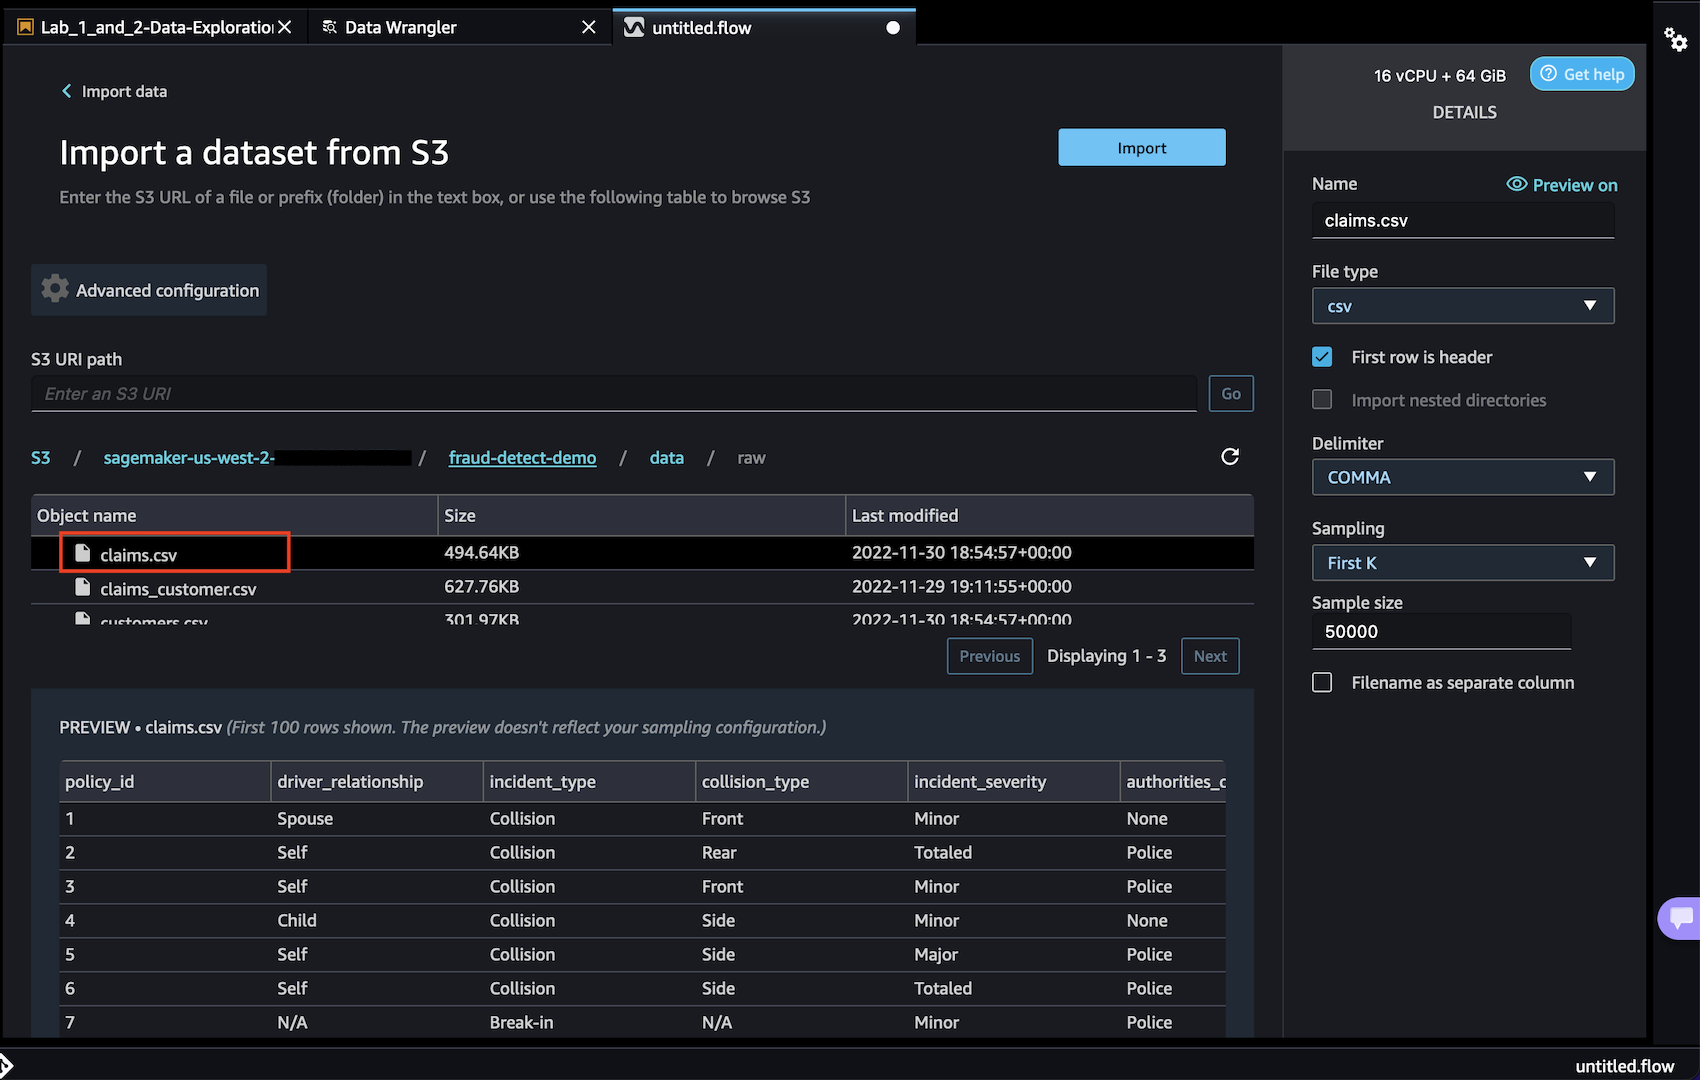 Lab_1_and_2-Data-Exploratio
Data Wrangler
untitled.flow
Import data
Import a dataset from S3
Import
Enter the S3 URL of a file or prefix (folder) in the text box, or use the following table to browse S3
Advanced configuration
S3 URI path
Enter an S3 URI
Go
S3 / sagemaker-us-west-2- / fraud-detect-demo / data / raw
Object name Size Last modified
claims.csv 494.64KB 2022-11-30 18:54:57+00:00
claims_customer.csv 627.76KB 2022-11-29 19:11:55+00:00
customers.csv 301.97KB 2022-11-30 18:54:57+00:00
Previous Displaying 1 - 3 Next
PREVIEW • claims.csv (First 100 rows shown. The preview doesn't reflect your sampling configuration.)
policy_id driver_relationship incident_type collision_type incident_severity authorities_c
1 Spouse Collision Front Minor None
2 Self Collision Rear Totaled Police
3 Self Collision Front Minor Police
4 Child Collision Side Minor None
5 Self Collision Side Major Police
6 Self Collision Side Totaled Police
7 N/A Break-in N/A Minor Police
16 vCPU + 64 GiB
Get help
DETAILS
Name
Preview on
claims.csv
File type
csv
First row is header
Import nested directories
Delimiter
COMMA
Sampling
First K
Sample size
50000
Filename as separate column
untitled.flow